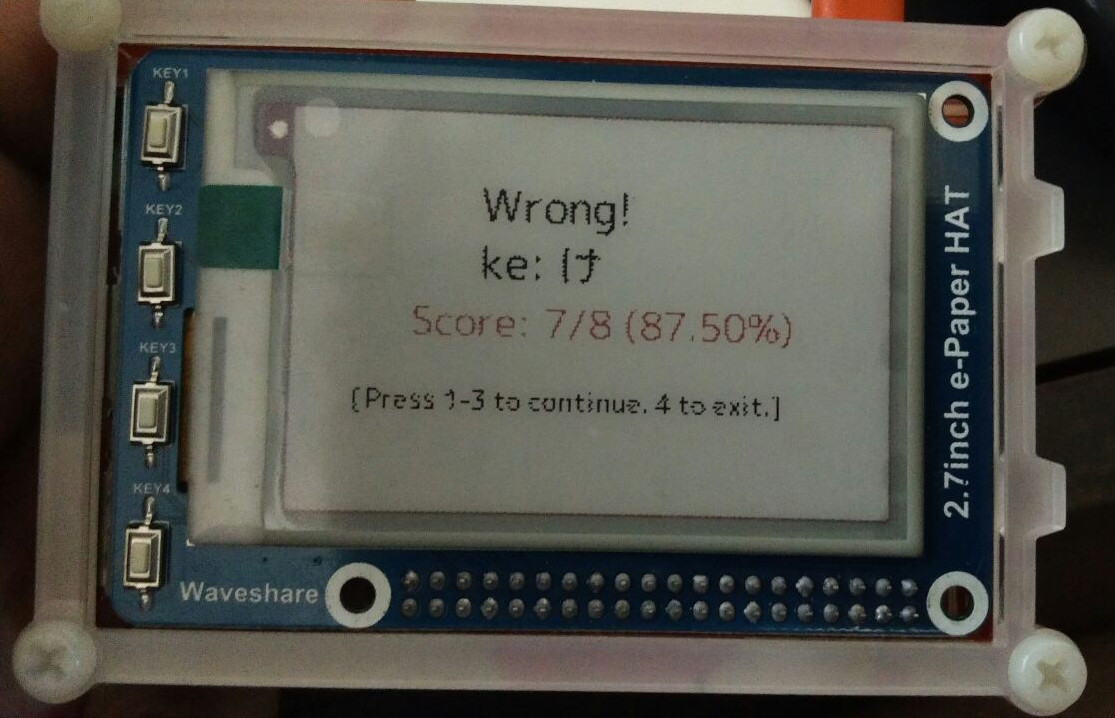 KEY1
KEY2
KEY3
KEY4
Wrong!
ke: け
Score: 7/8 (87.50%)
[Press 1-3 to continue. 4 to exit.]
Waveshare
2.7inch e-Paper HAT